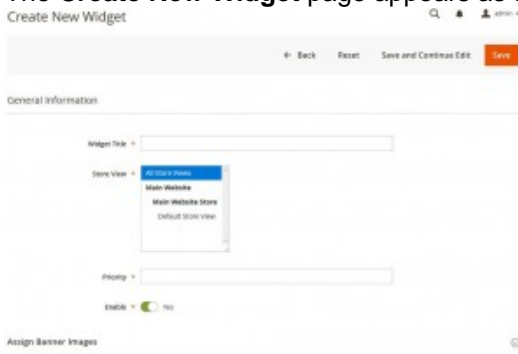 The Create New Widget page appears as
Create New Widget
admin
← Back Reset Save and Continue Edit Save
General Information
Widget Title *
Store View * All Store Views
Main Website
Main Website Store
Default Store View
Priority *
Enable * Yes
Assign Banner Images